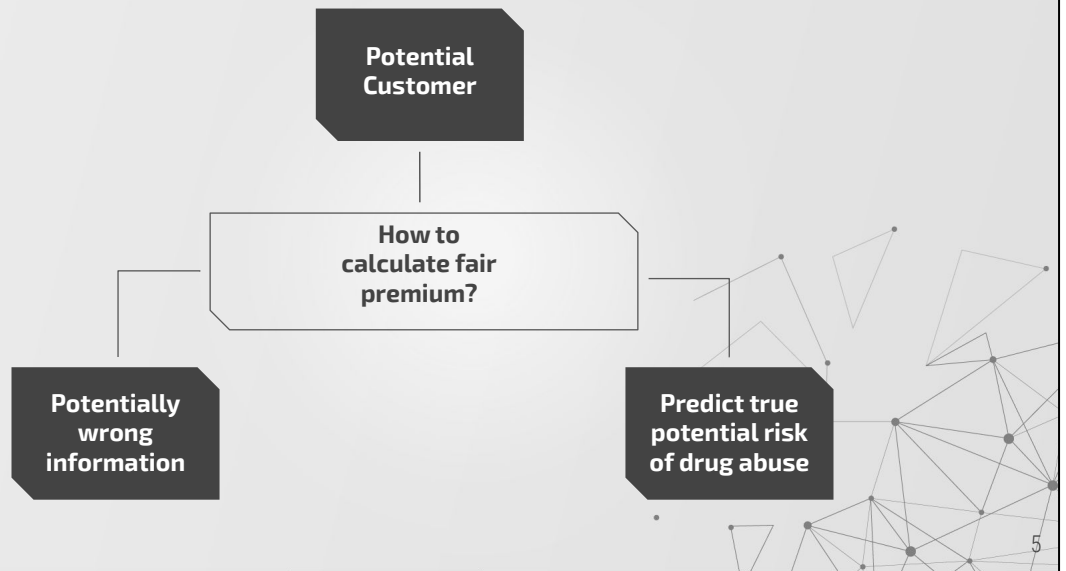 Potential
Customer
How to
calculate fair
premium?
Potentially
wrong
information
Predict true
potential risk
of drug abuse
5